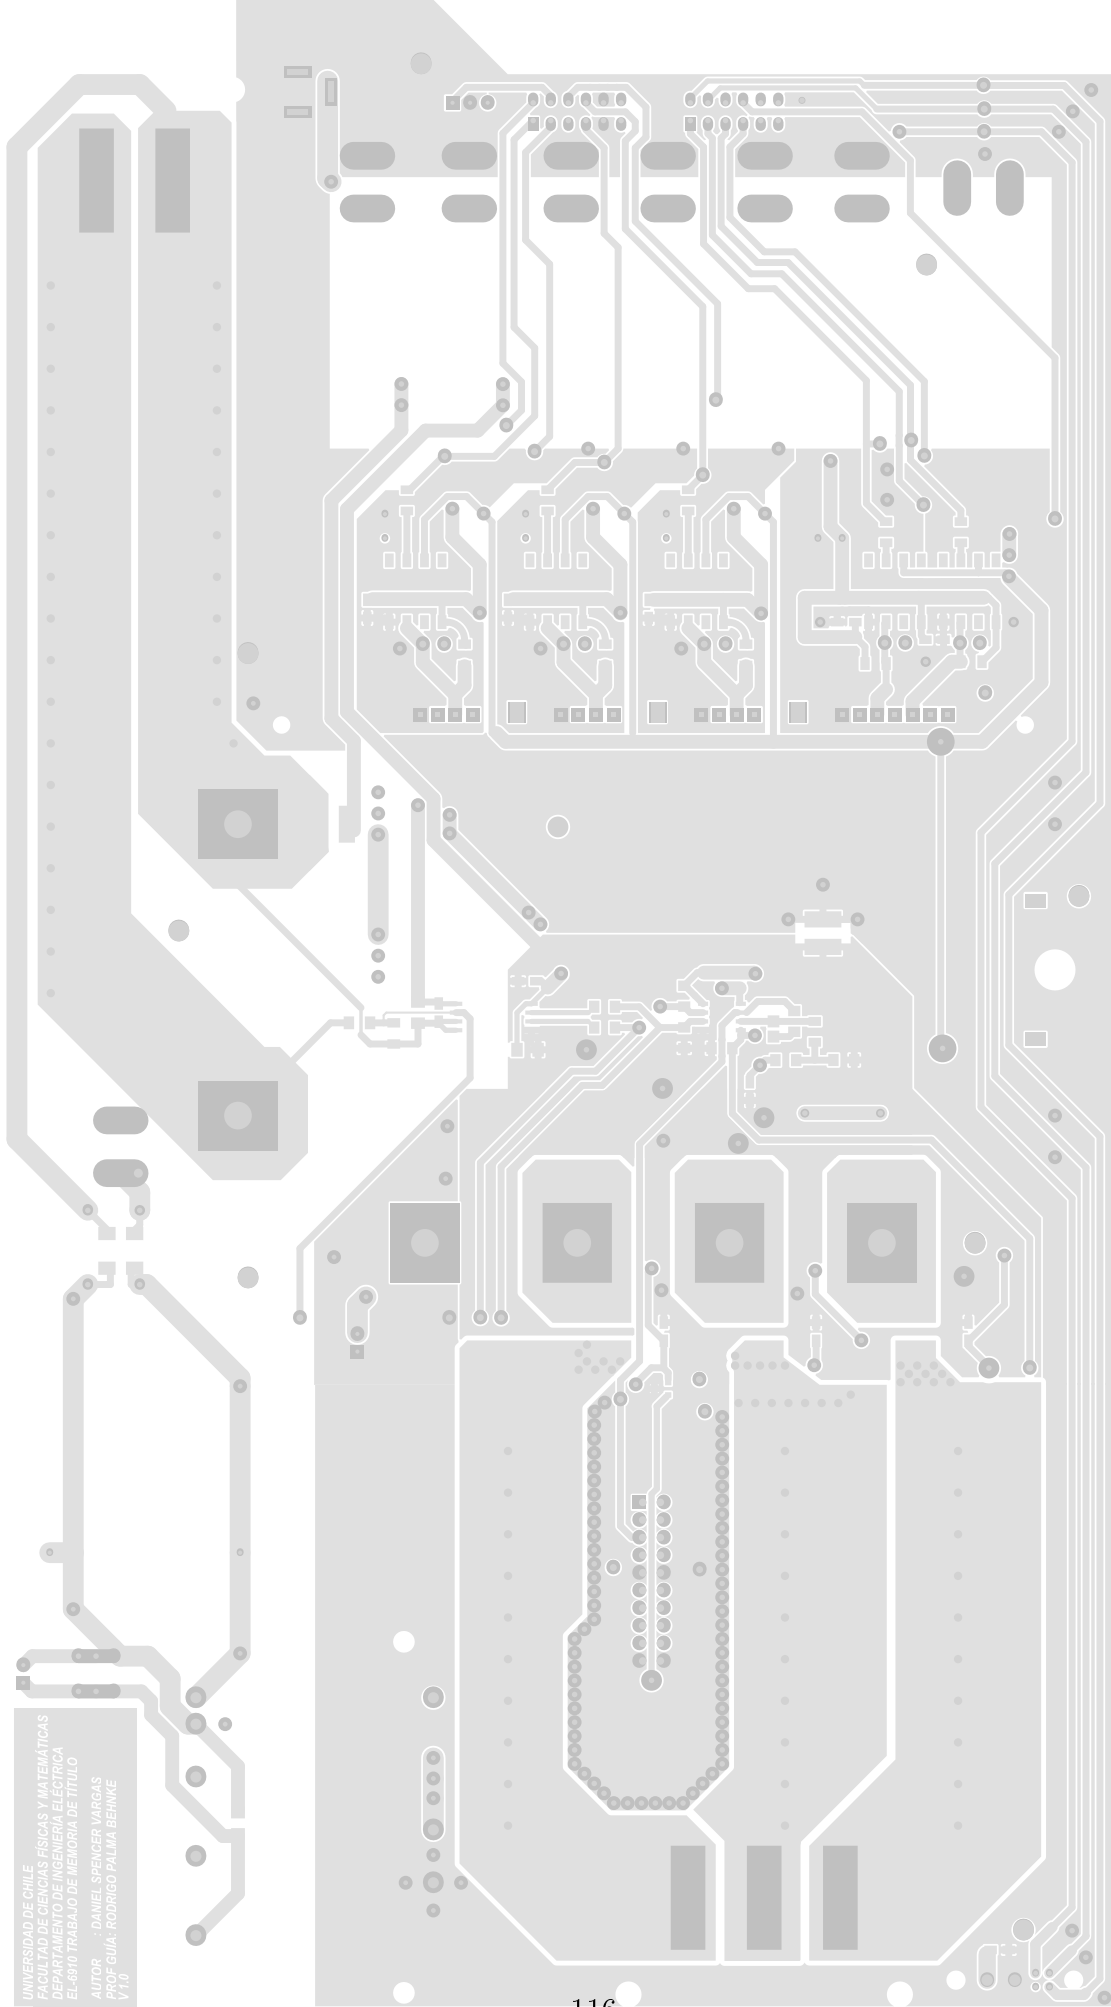 UNIVERSIDAD DE CHILE
FACULTAD DE CIENCIAS FÍSICAS Y MATEMÁTICAS
DEPARTAMENTO DE INGENIERÍA ELÉCTRICA
EL-6910 TRABAJO DE MEMORIA DE TÍTULO
AUTOR : DANIEL SPENCER VARGAS
PROF GUÍA: RODRIGO PALMA BEHNKE
V 1.0
116